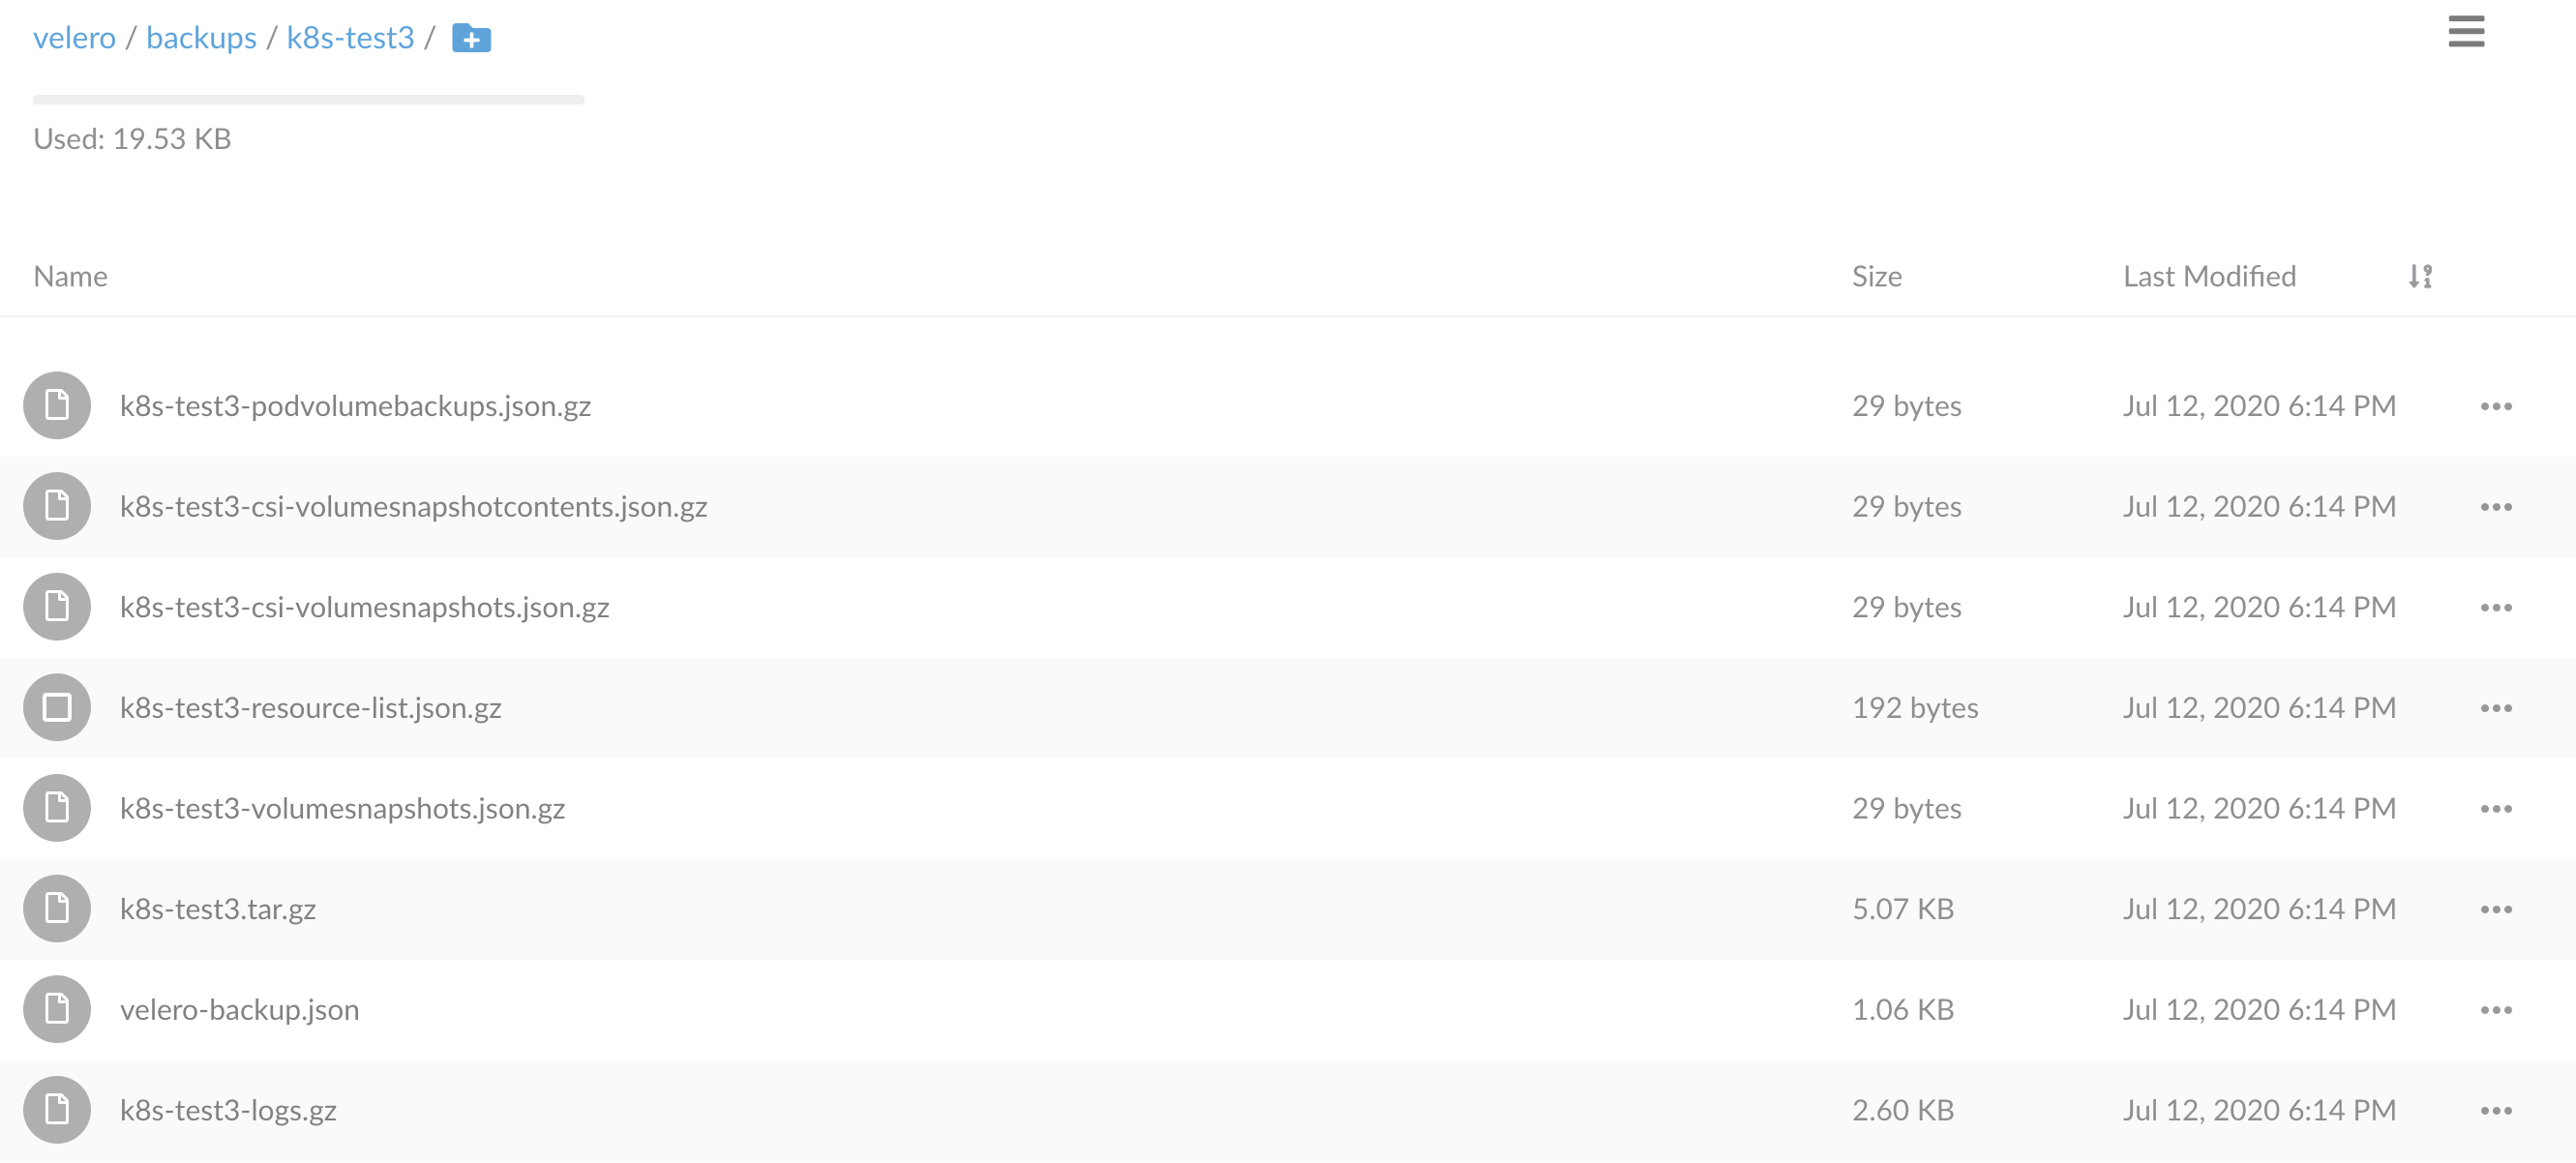 velero / backups / k8s-test3 /
Used: 19.53 KB
Name Size Last Modified
k8s-test3-podvolumebackups.json.gz 29 bytes Jul 12, 2020 6:14 PM
k8s-test3-csi-volumesnapshotcontents.json.gz 29 bytes Jul 12, 2020 6:14 PM
k8s-test3-csi-volumesnapshots.json.gz 29 bytes Jul 12, 2020 6:14 PM
k8s-test3-resource-list.json.gz 192 bytes Jul 12, 2020 6:14 PM
k8s-test3-volumesnapshots.json.gz 29 bytes Jul 12, 2020 6:14 PM
k8s-test3.tar.gz 5.07 KB Jul 12, 2020 6:14 PM
velero-backup.json 1.06 KB Jul 12, 2020 6:14 PM
k8s-test3-logs.gz 2.60 KB Jul 12, 2020 6:14 PM